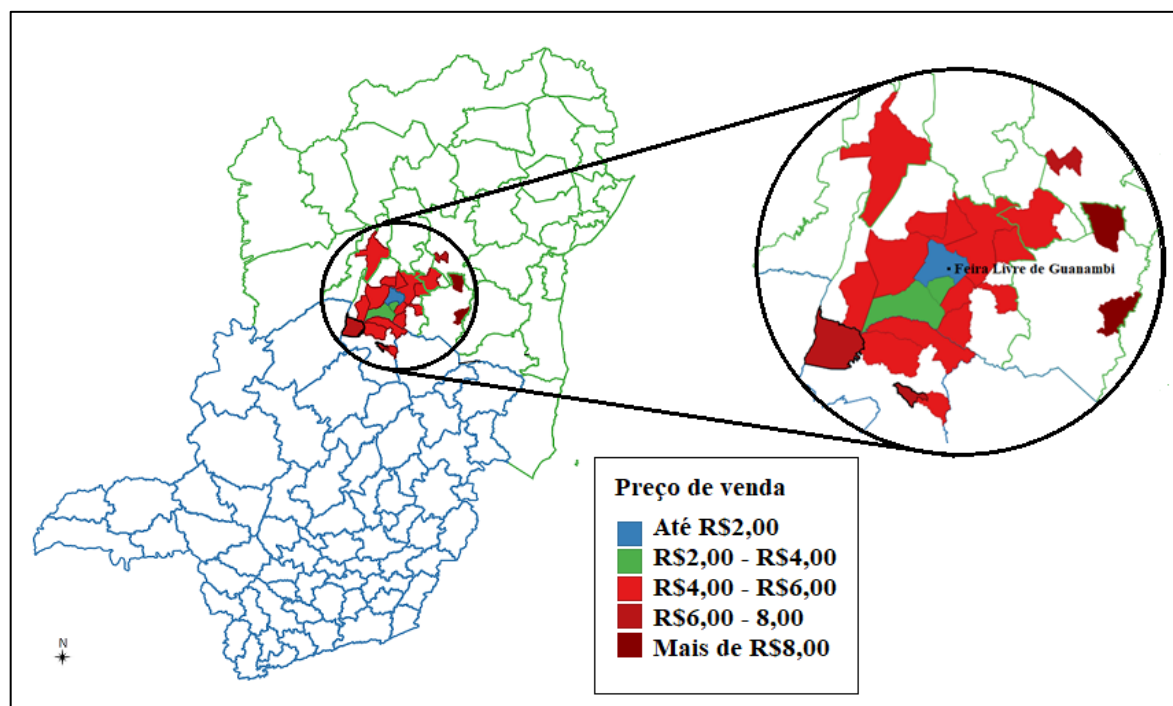 Feira Livre de Guanambi
Preço de venda
Até R$2,00
R$2,00 - R$4,00
R$4,00 - R$6,00
R$6,00 - 8,00
Mais de R$8,00
N